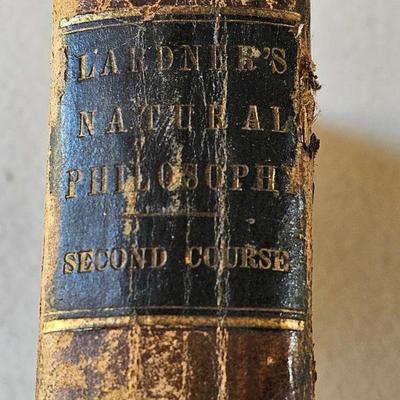 LARDNER'S
NATURAL
PHILOSOPHY
SECOND COURSE